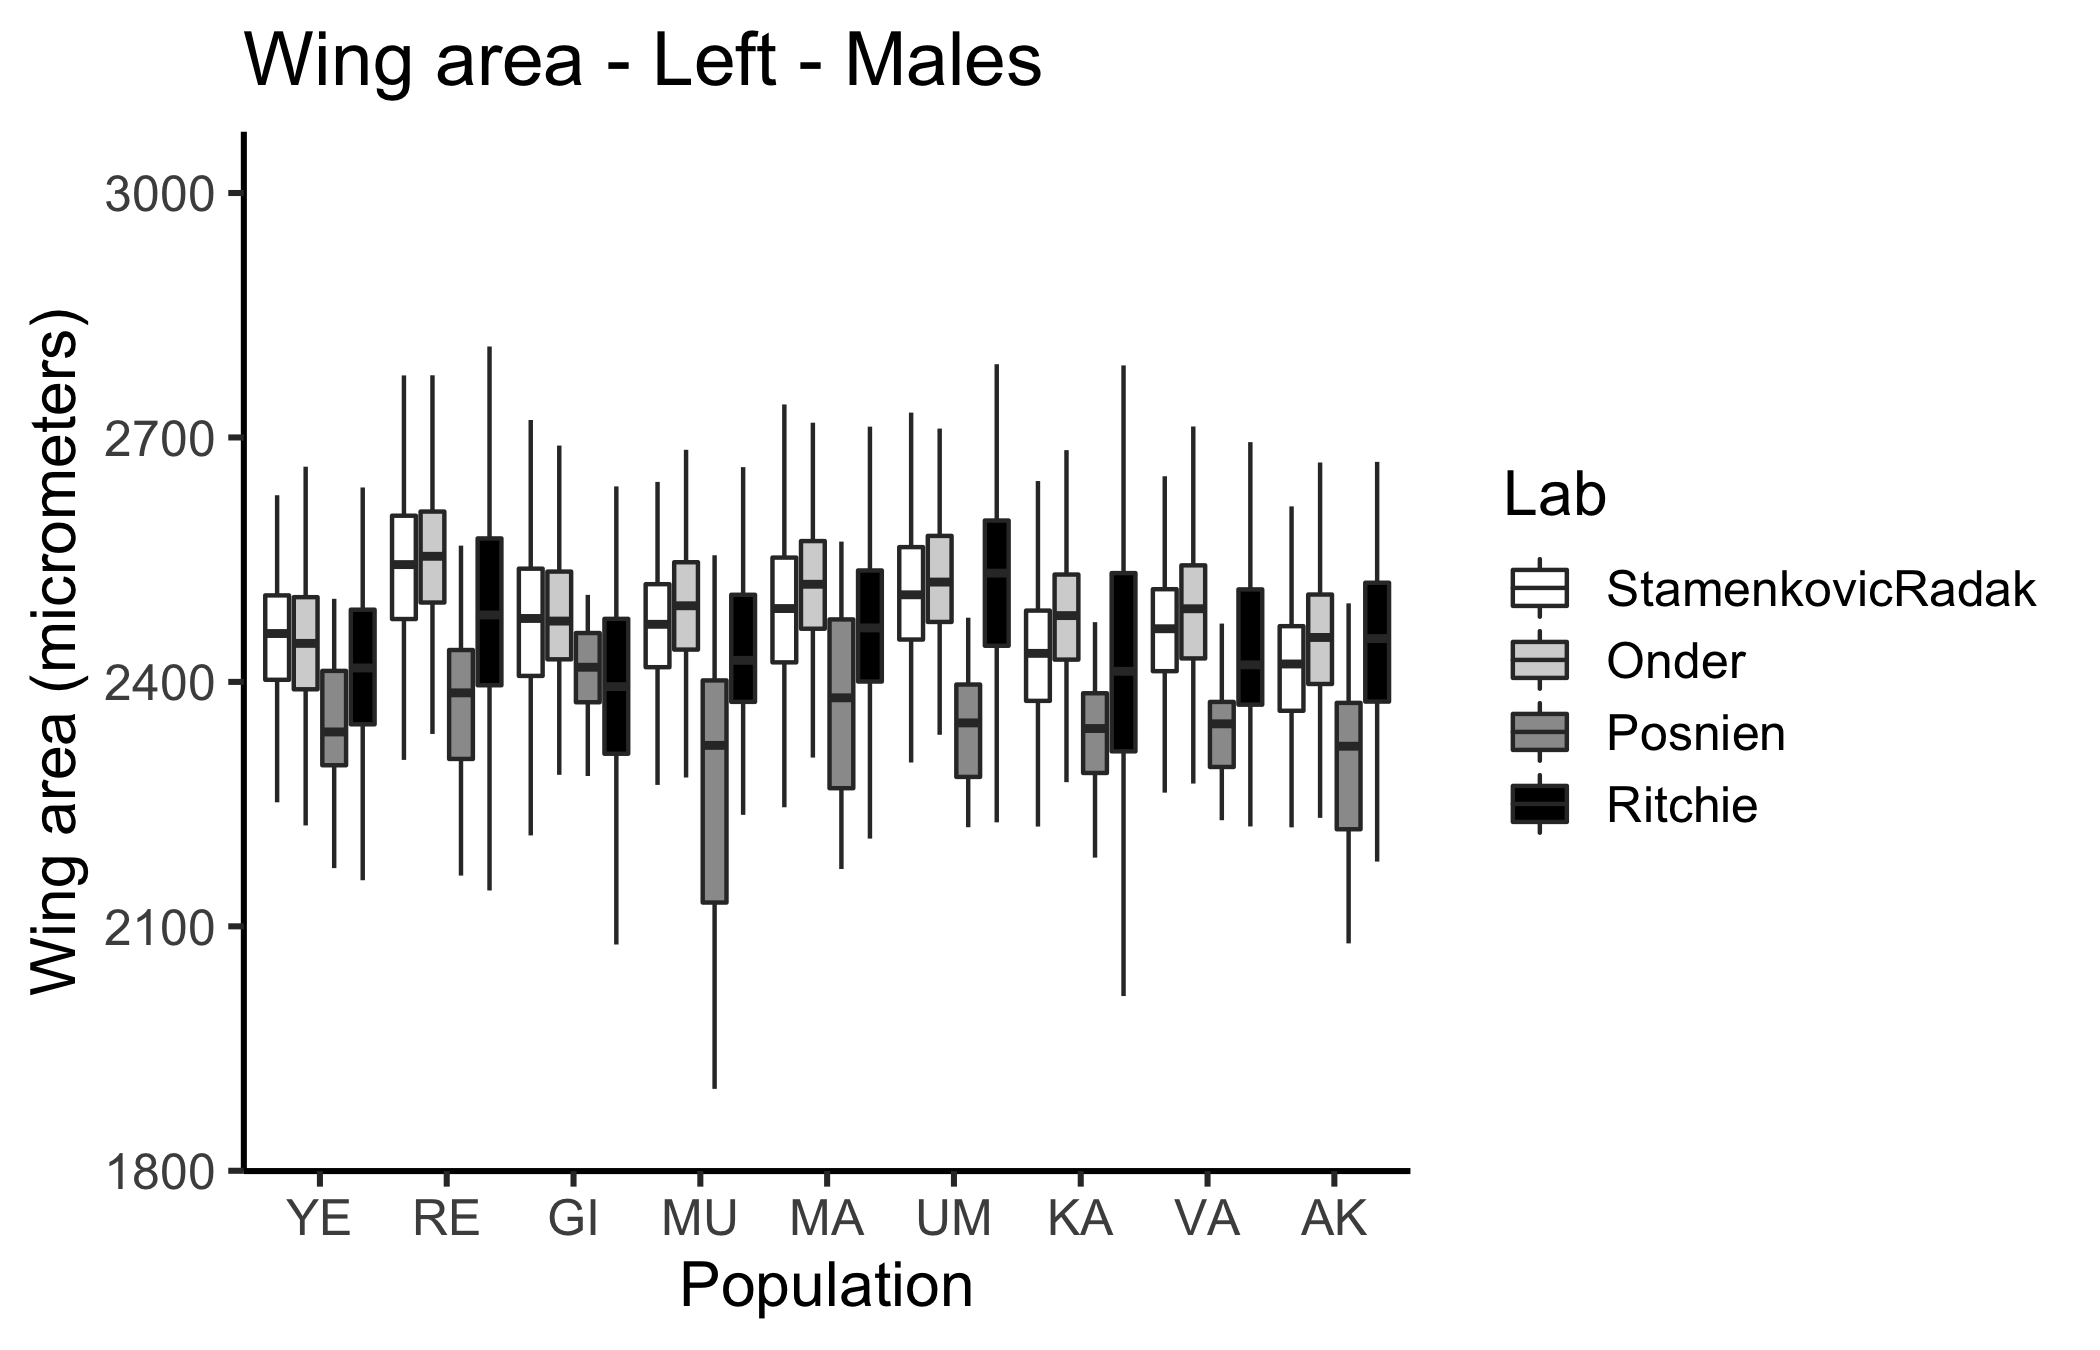 Wing area - Left - Males
Wing area (micrometers)
3000
2700
2400
2100
1800
YE RE GI MU MA UM KA VA AK
Population
Lab
StamenkovicRadak
Onder
Posnien
Ritchie